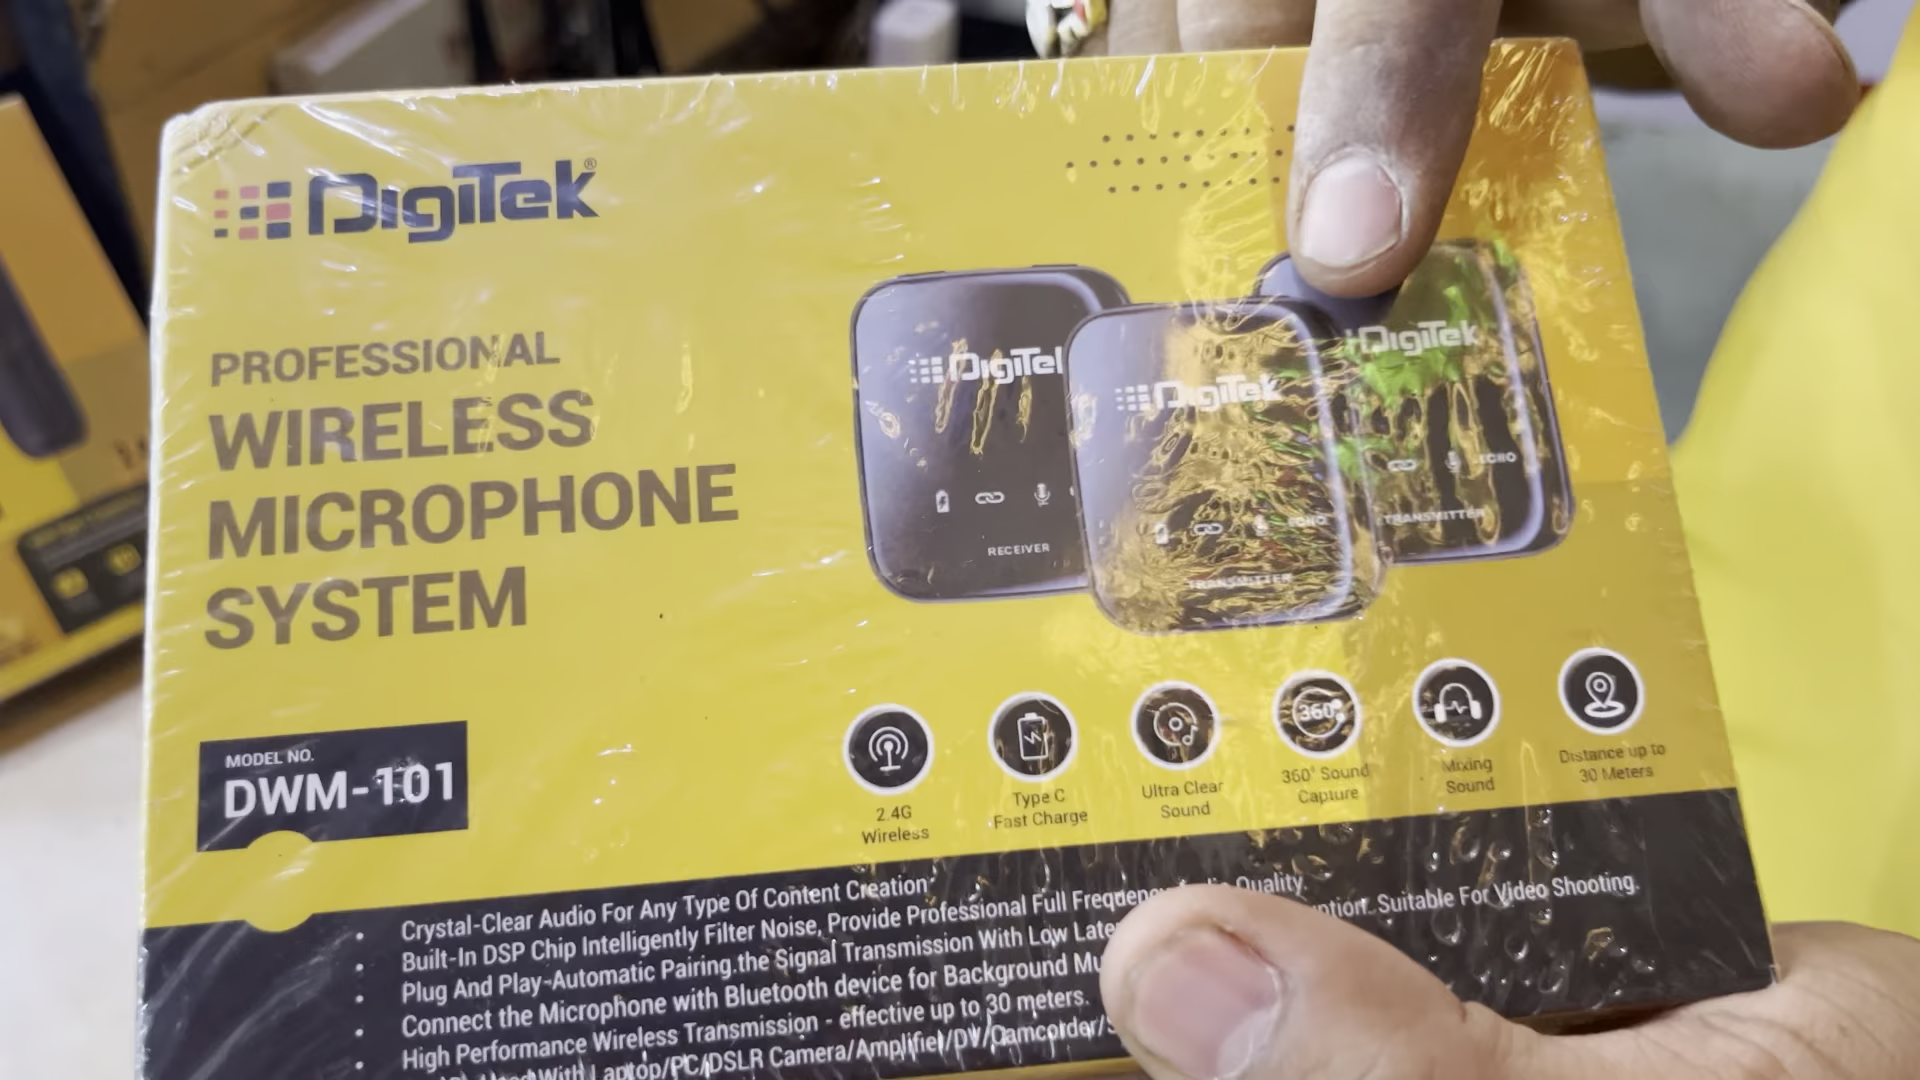 DigiTek®
PROFESSIONAL
WIRELESS
MICROPHONE
SYSTEM
MODEL NO.
DWM-101
DigiTek
RECEIVER
DigiTek
ECHO
TRANSMITTER
DigiTek
ECHO
TRANSMITTER
2.4G
Wireless
Type C
Fast Charge
Ultra Clear
Sound
360°
360° Sound
Capture
Mixing
Sound
Distance up to
30 Meters
• Crystal-Clear Audio For Any Type Of Content Creation
• Built-In DSP Chip Intelligently Filter Noise, Provide Professional Full Frequency Quality.
• Plug And Play-Automatic Pairing.the Signal Transmission With Low Suitable For Video Shooting.
• Connect the Microphone with Bluetooth device for Background
• High Performance Wireless Transmission - effective up to 30 meters.
With Laptop/PC/DSLR Camera/Amplifier/DV/Camcorder/